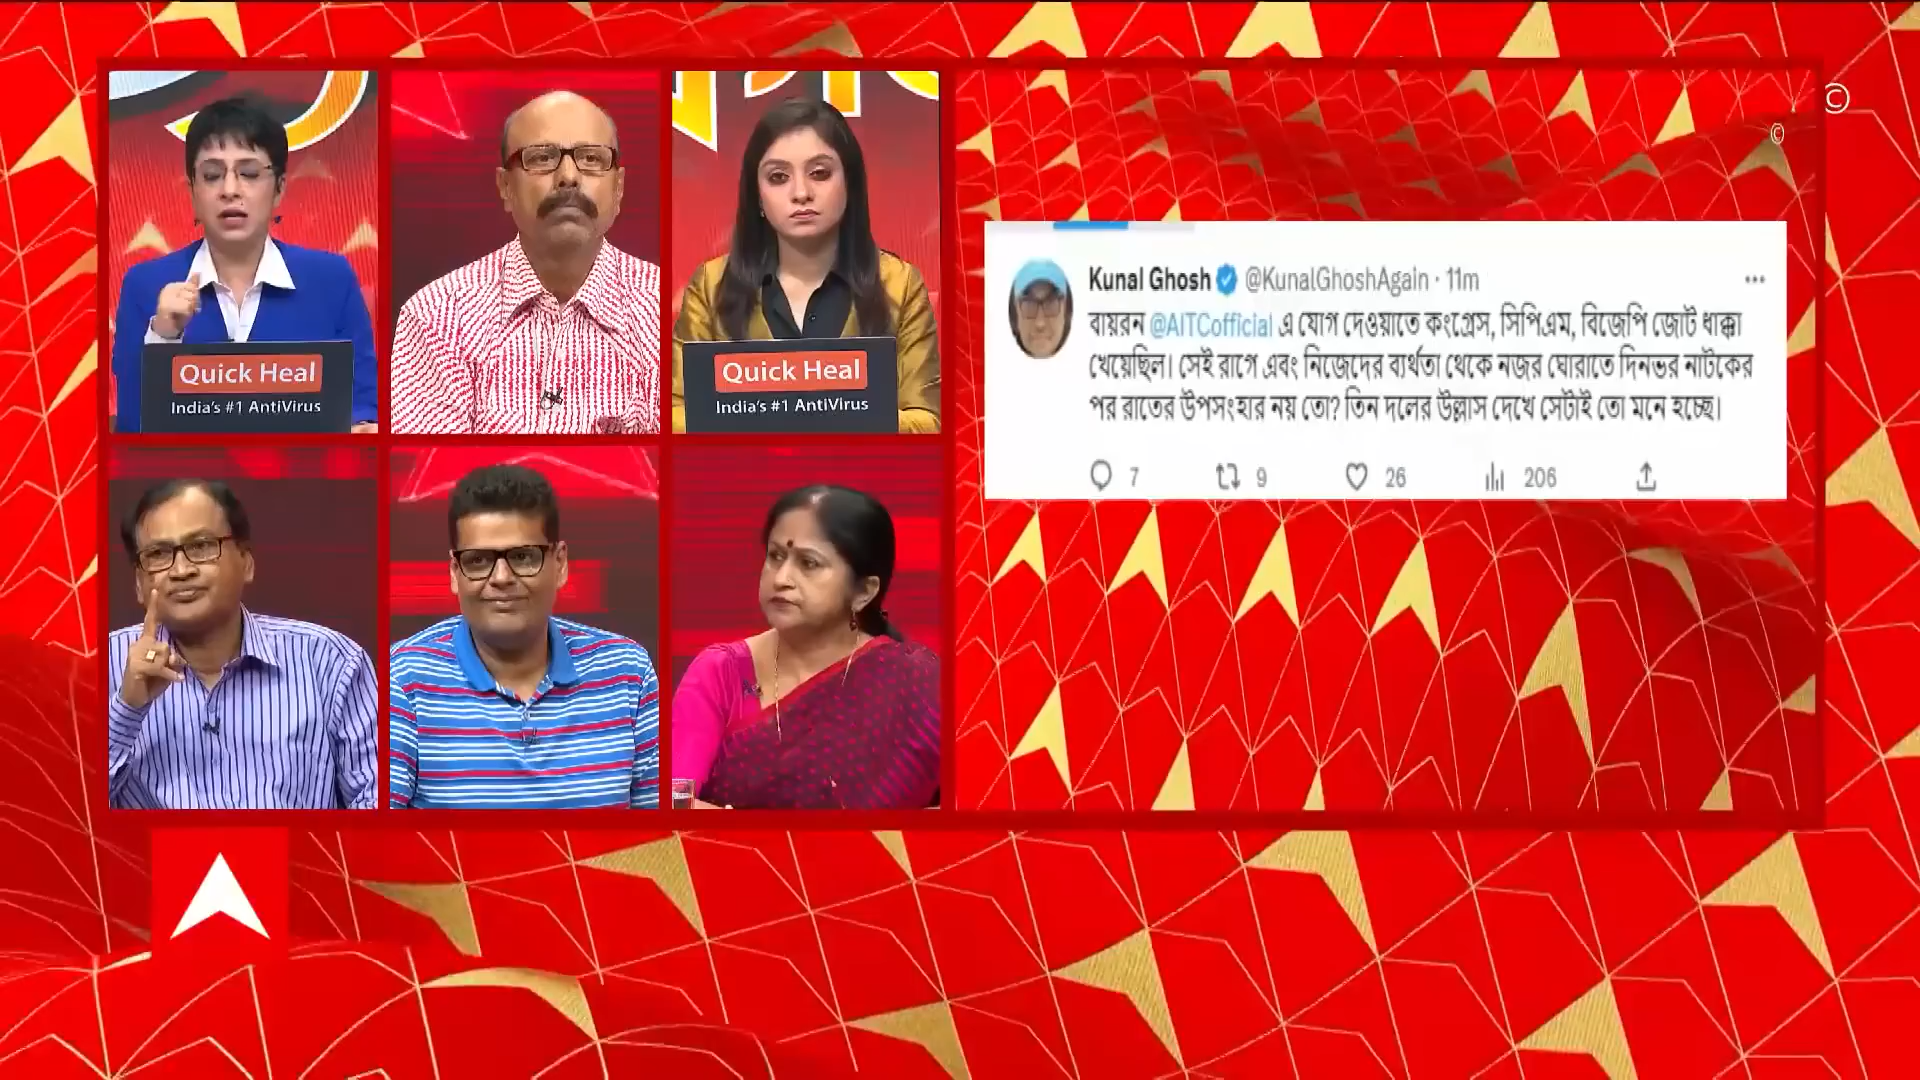 ©
©
Kunal Ghosh @KunalGhoshAgain · 11m
বায়রন @AITCofficial এ যোগ দেওয়াতে কংগ্রেস, সিপিএম, বিজেপি জোট ধাক্কা
খেয়েছিল। সেই রাগে এবং নিজেদের ব্যর্থতা থেকে নজর ঘোরাতে দিনভর নাটকের
পর রাতের উপসংহার নয় তো? তিন দলের উল্লাস দেখে সেটাই তো মনে হচ্ছে।
7 9 26 206
Quick Heal
India's #1 AntiVirus
Quick Heal
India's #1 AntiVirus